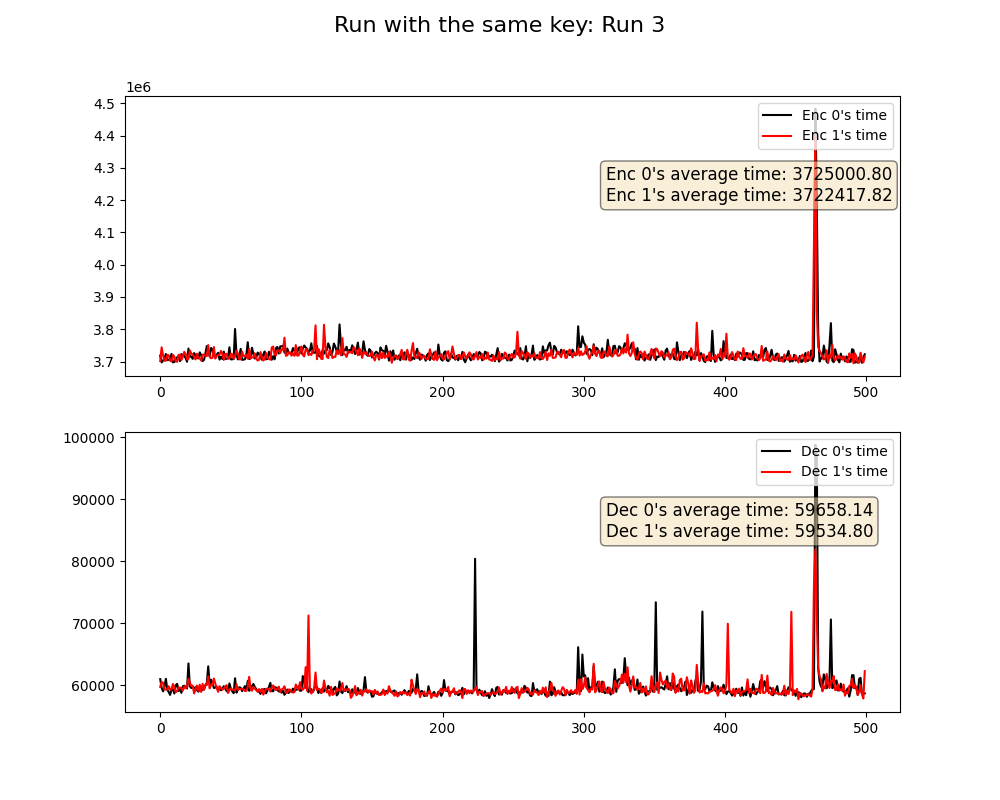 Run with the same key: Run 3
1e6
4.5
4.4
4.3
4.2
4.1
4.0
3.9
3.8
3.7
Enc 0's time
Enc 1's time
Enc 0's average time: 3725000.80
Enc 1's average time: 3722417.82
0
100
200
300
400
500
100000
90000
80000
70000
60000
Dec 0's time
Dec 1's time
Dec 0's average time: 59658.14
Dec 1's average time: 59534.80
0
100
200
300
400
500